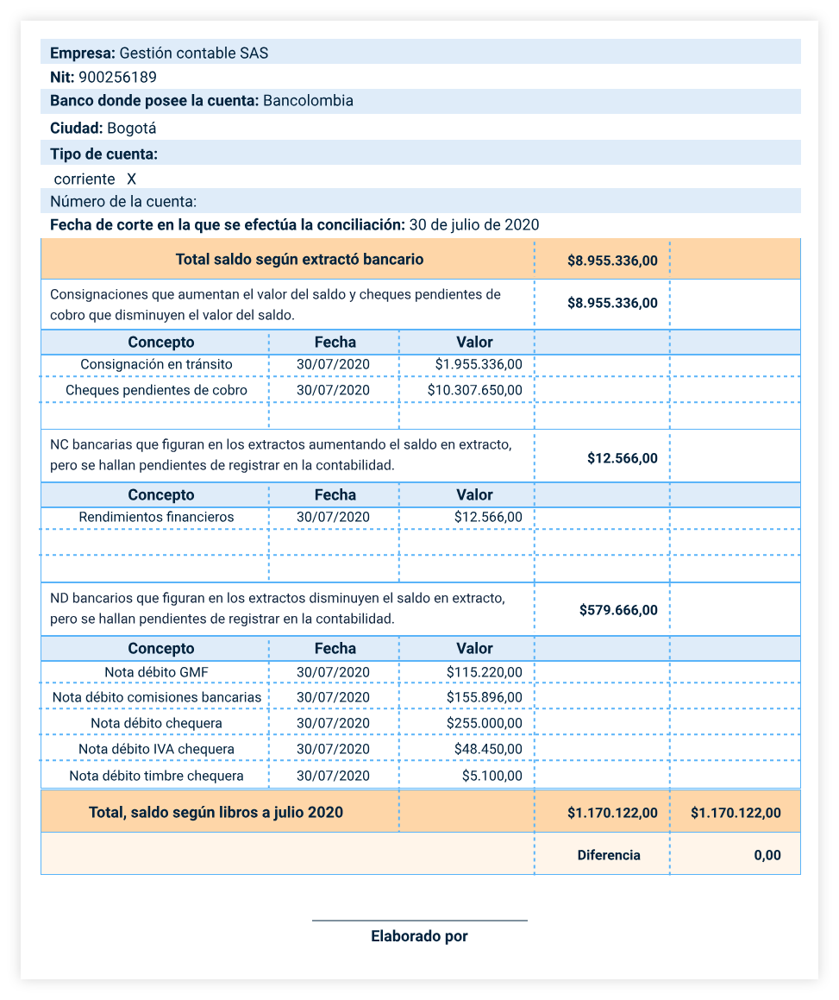 Empresa: Gestión contable SAS
Nit: 900256189
Banco donde posee la cuenta: Bancolombia
Ciudad: Bogotá
Tipo de cuenta:
corriente X
Número de la cuenta:
Fecha de corte en la que se efectúa la conciliación: 30 de julio de 2020
Total saldo según extractó bancario $8.955.336,00
Consignaciones que aumentan el valor del saldo y cheques pendientes de
cobro que disminuyen el valor del saldo. $8.955.336,00
Concepto Fecha Valor
Consignación en tránsito 30/07/2020 $1.955.336,00
Cheques pendientes de cobro 30/07/2020 $10.307.650,00
NC bancarias que figuran en los extractos aumentando el saldo en extracto,
pero se hallan pendientes de registrar en la contabilidad. $12.566,00
Concepto Fecha Valor
Rendimientos financieros 30/07/2020 $12.566,00
ND bancarios que figuran en los extractos disminuyen el saldo en extracto,
pero se hallan pendientes de registrar en la contabilidad. $579.666,00
Concepto Fecha Valor
Nota débito GMF 30/07/2020 $115.220,00
Nota débito comisiones bancarias 30/07/2020 $155.896,00
Nota débito chequera 30/07/2020 $255.000,00
Nota débito IVA chequera 30/07/2020 $48.450,00
Nota débito timbre chequera 30/07/2020 $5.100,00
Total, saldo según libros a julio 2020 $1.170.122,00 $1.170.122,00
Diferencia 0,00
Elaborado por